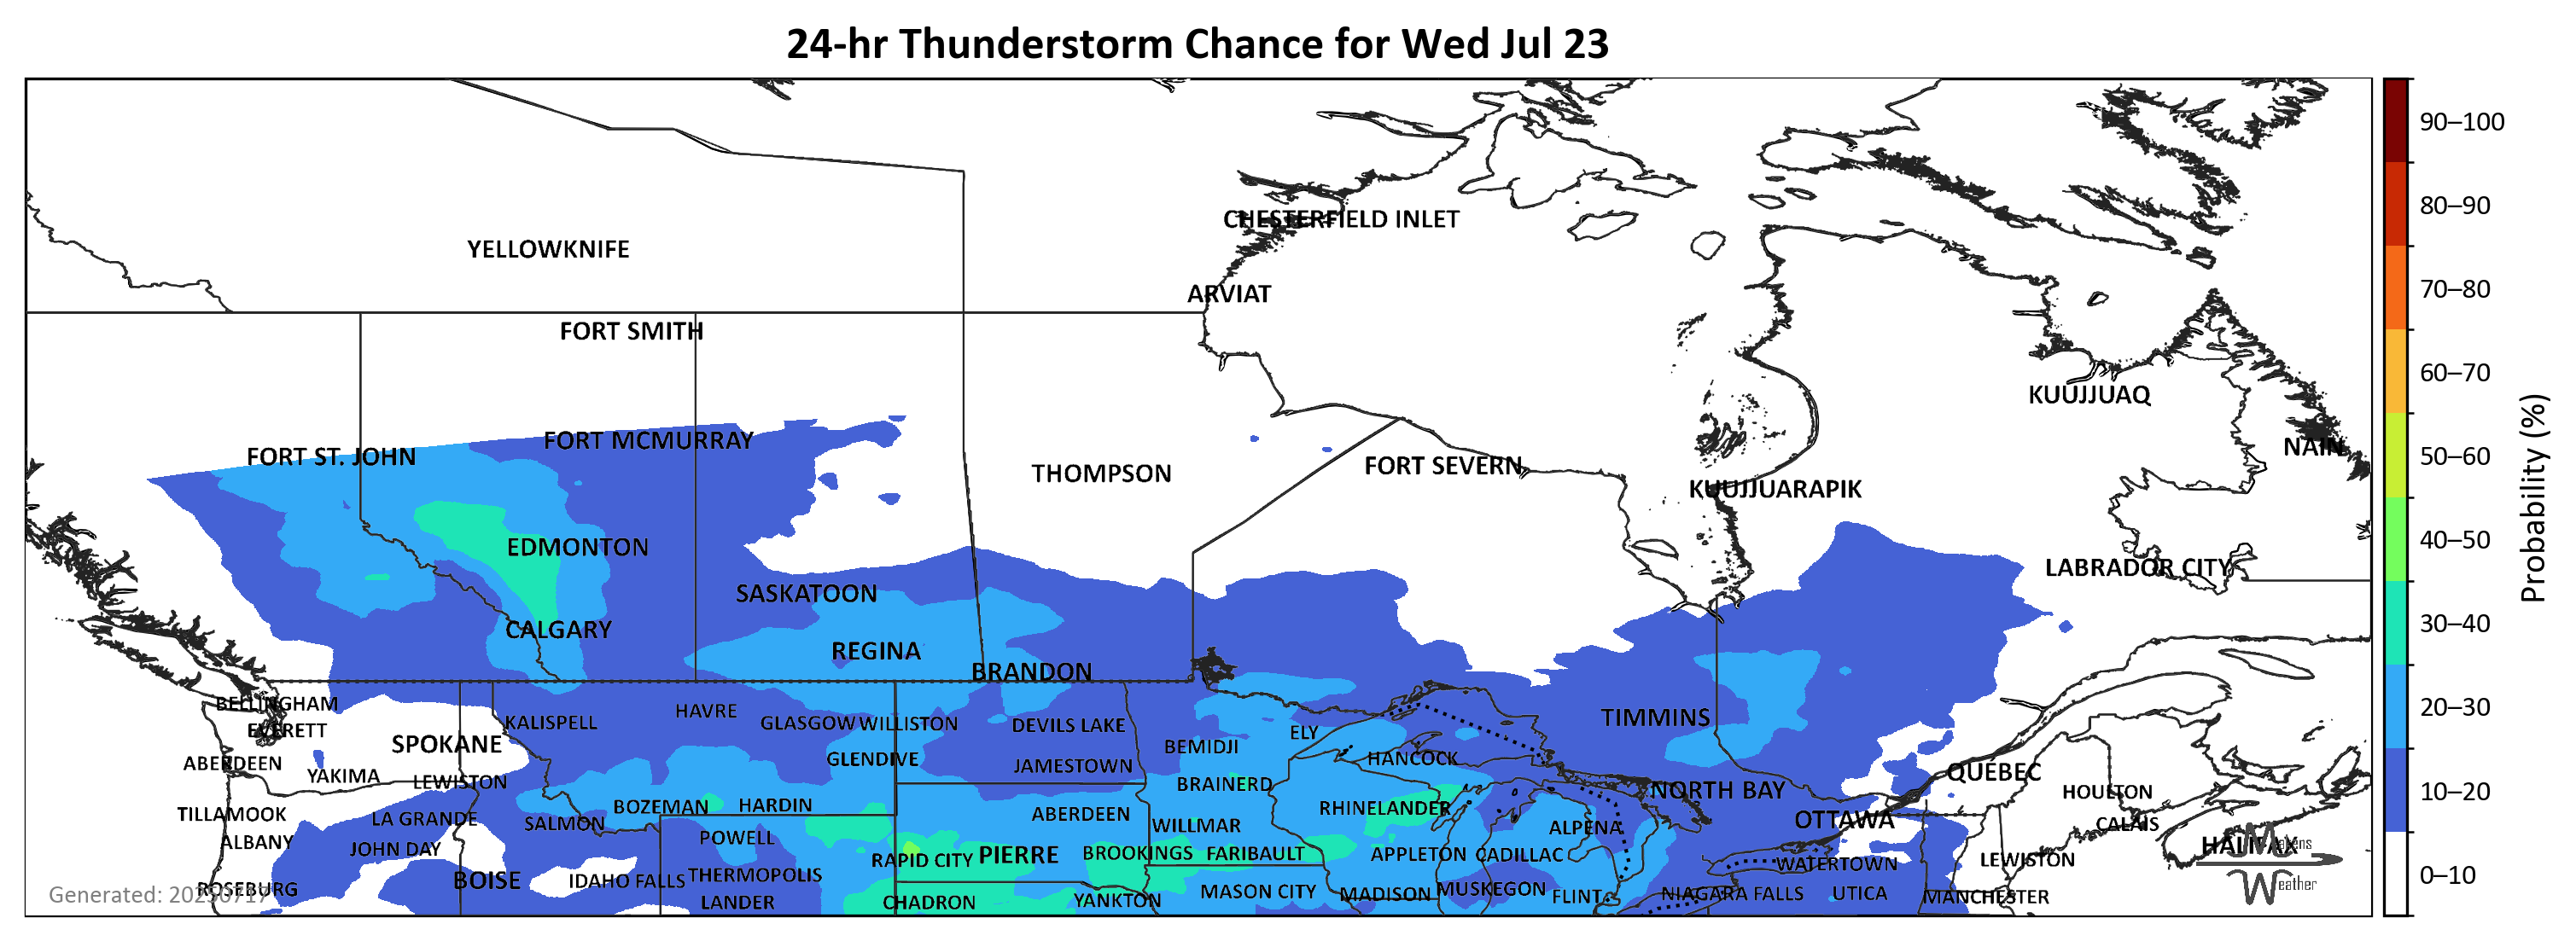 24-hr Thunderstorm Chance for Wed Jul 23
90–100
80–90
70–80
60–70
50–60
40–50
30–40
20–30
10–20
0–10
Probability (%)
CHESTERFIELD INLET
YELLOWKNIFE
ARVIAT
FORT SMITH
KUUJJUAQ
FORT MCMURRAY
NAIN
FORT ST. JOHN
FORT SEVERN
THOMPSON
KUUJJUARAPIK
EDMONTON
LABRADOR CITY
SASKATOON
CALGARY
REGINA
BRANDON
BELLINGHAM
HAVRE
TIMMINS
KALISPELL
GLASGOW
WILLISTON
DEVILS LAKE
EVERETT
ELY
SPOKANE
BEMIDJI
GLENDIVE
HANCOCK
ABERDEEN
JAMESTOWN
QUÉBEC
YAKIMA
LEWISTON
BRAINERD
NORTH BAY
HOULTON
BOZEMAN
HARDIN
RHINELANDER
TILLAMOOK
ABERDEEN
LA GRANDE
SALMON
WILLMAR
ALPENA
OTTAWA
CALAIS
ALBANY
POWELL
HALIFAX
JOHN DAY
RAPID CITY
PIERRE
BROOKINGS
FARIBAULT
APPLETON
CADILLAC
WATERTOWN
LEWISTON
BOISE
IDAHO FALLS
THERMOPOLIS
ROSEBURG
MASON CITY
MADISON
MUSKEGON
FLINT
NIAGARA FALLS
UTICA
MANCHESTER
LANDER
CHADRON
YANKTON
Generated: 20250717
Weather